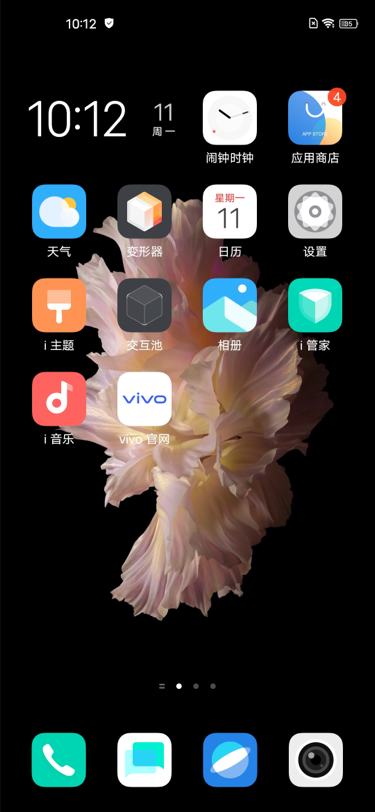 10:12
85
10:12
11
周一
闹钟时钟
4
APP STORE
应用商店
天气
变形器
星期一
11
日历
设置
i 主题
交互池
相册
i 管家
i 音乐
vivo
vivo 官网